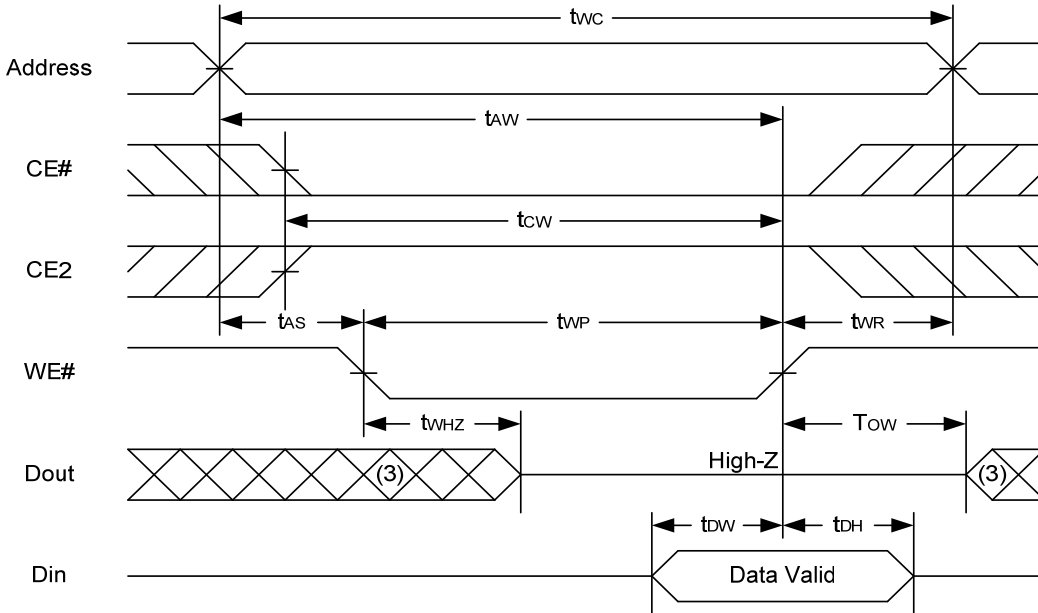 tWC
Address
tAW
CE#
tCW
CE2
tAS tWP tWR
WE#
tWHZ TOW
Dout (3) High-Z (3)
tDW tDH
Din Data Valid